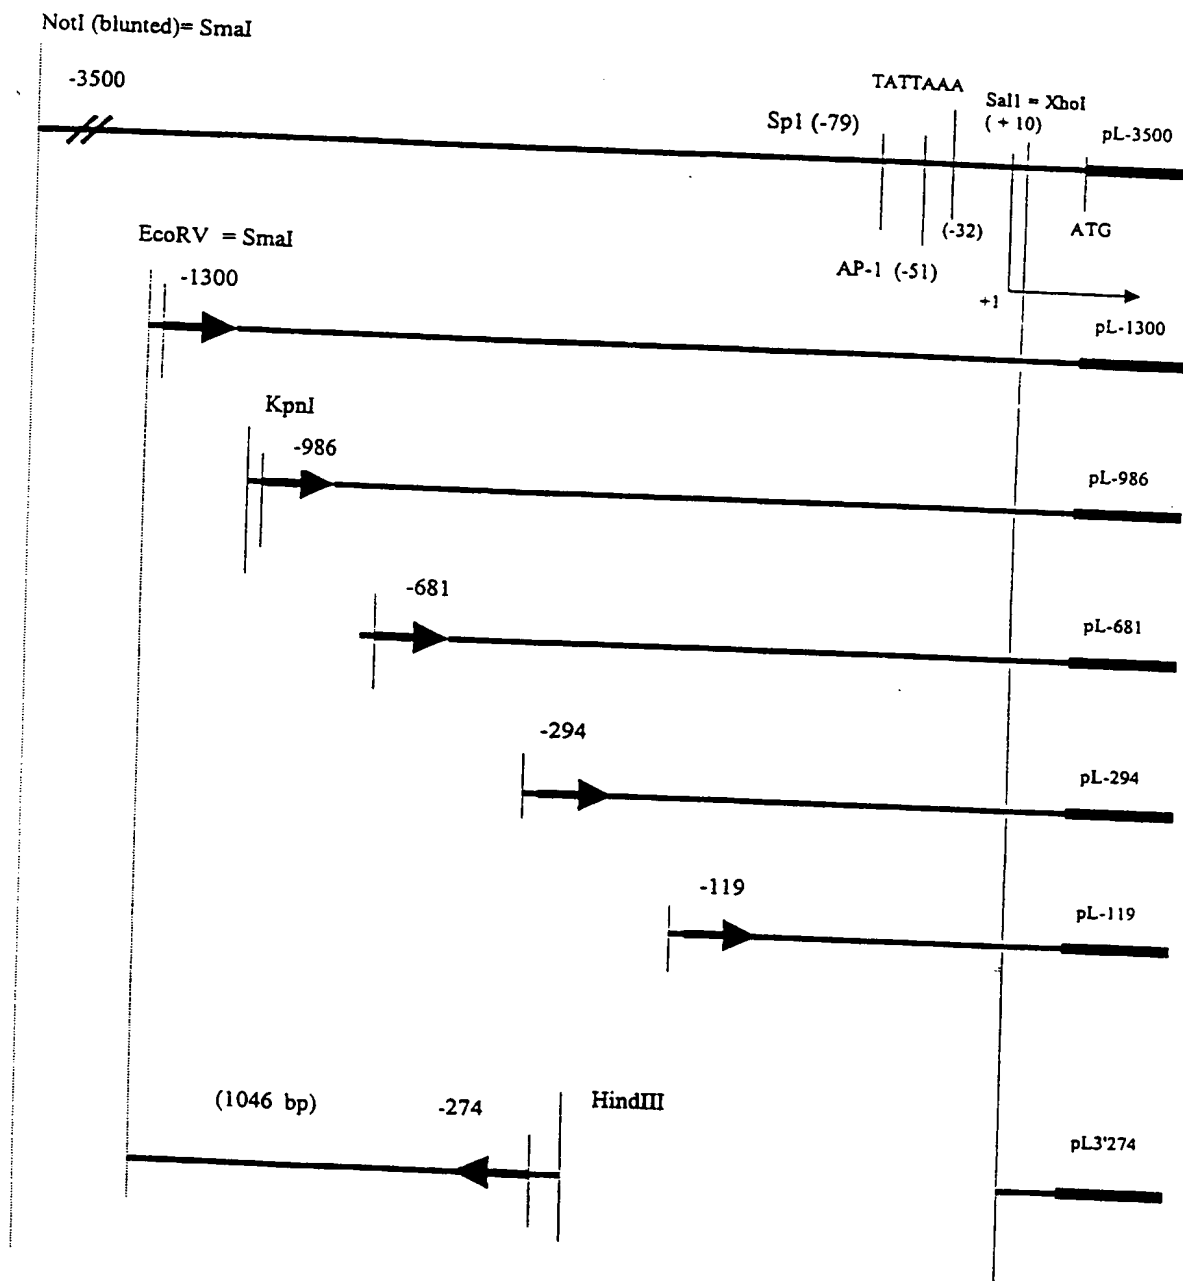 NotI (blunted)= SmaI
-3500
TATTAAA
Sal1 = XhoI
Sp1 (-79)
( + 10)
pL-3500
(-32)
ATG
EcoRV = SmaI
AP-1 (-51)
-1300
+1
pL-1300
KpnI
-986
pL-986
-681
pL-681
-294
pL-294
-119
pL-119
(1046 bp)
-274
HindIII
pL3'274